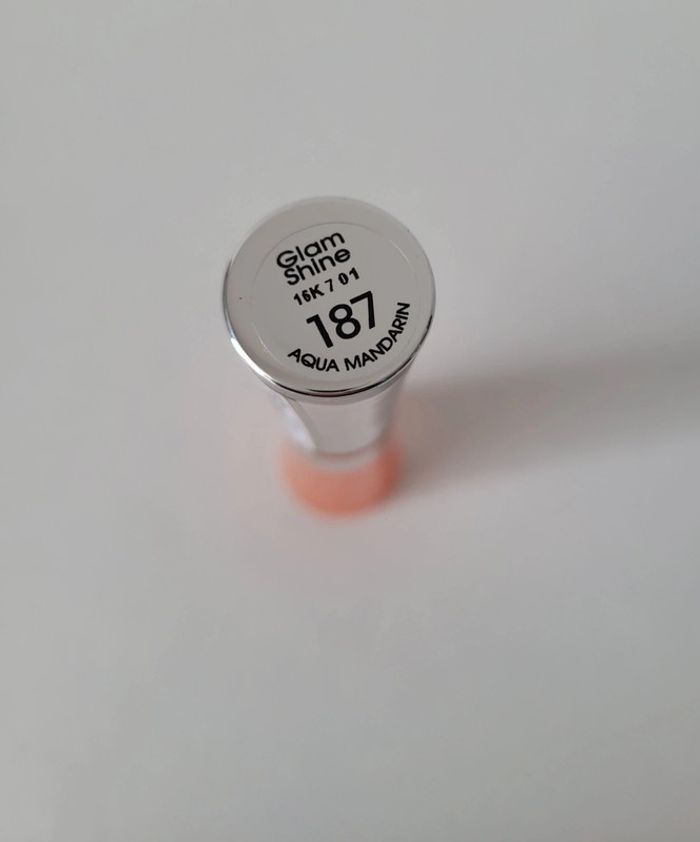 Glam
Shine
16K 7 01
187
AQUA MANDARIN